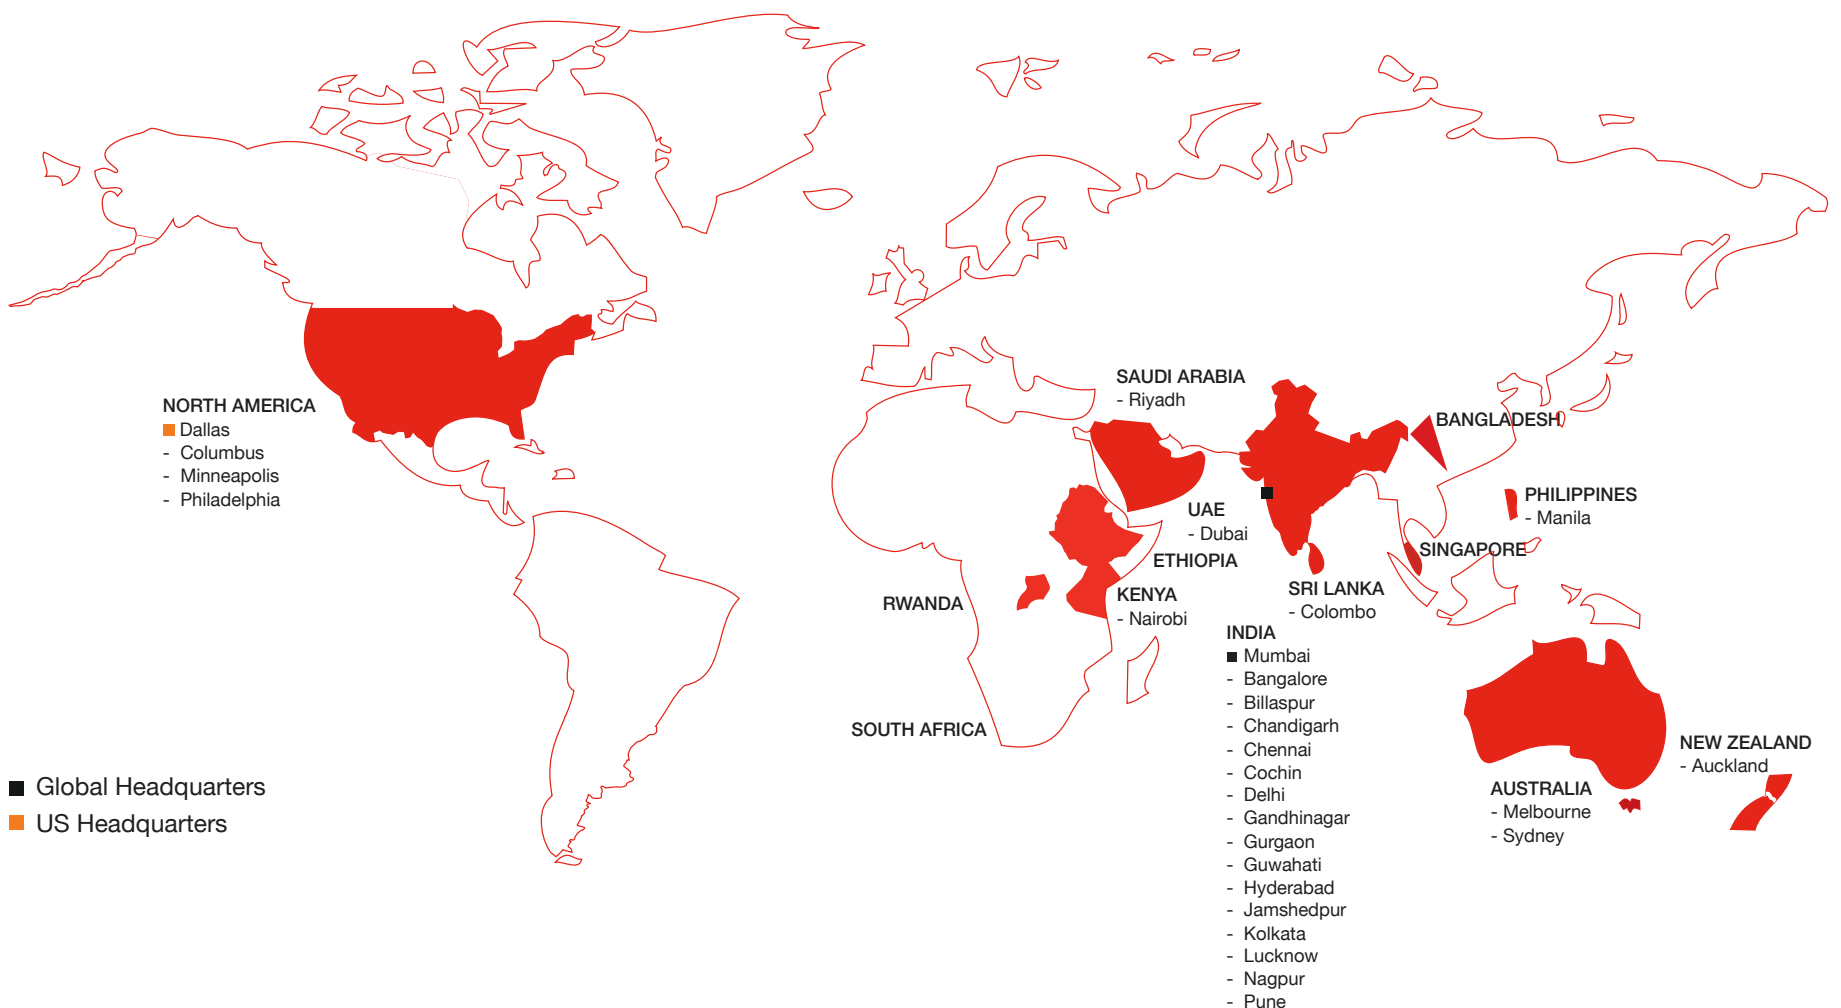 NORTH AMERICA
Dallas
- Columbus
- Minneapolis
- Philadelphia
Global Headquarters
US Headquarters
SAUDI ARABIA
- Riyadh
UAE
- Dubai
ETHIOPIA
KENYA
- Nairobi
RWANDA
SOUTH AFRICA
BANGLADESH
PHILIPPINES
- Manila
SINGAPORE
SRI LANKA
- Colombo
INDIA
Mumbai
- Bangalore
- Billaspur
- Chandigarh
- Chennai
- Cochin
- Delhi
- Gandhinagar
- Gurgaon
- Guwahati
- Hyderabad
- Jamshedpur
- Kolkata
- Lucknow
- Nagpur
- Pune
AUSTRALIA
- Melbourne
- Sydney
NEW ZEALAND
- Auckland